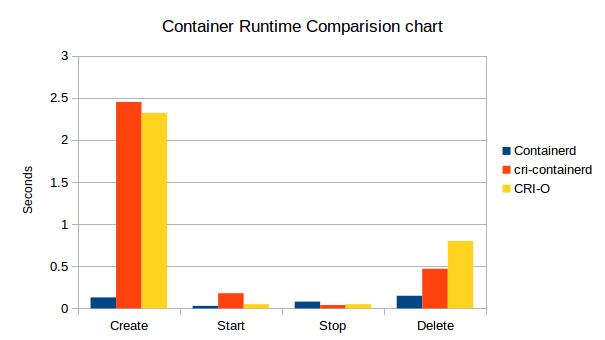 Container Runtime Comparision chart
3
2.5
2
1.5
1
0.5
0
Seconds
Create
Start
Stop
Delete
Containerd
cri-containerd
CRI-O